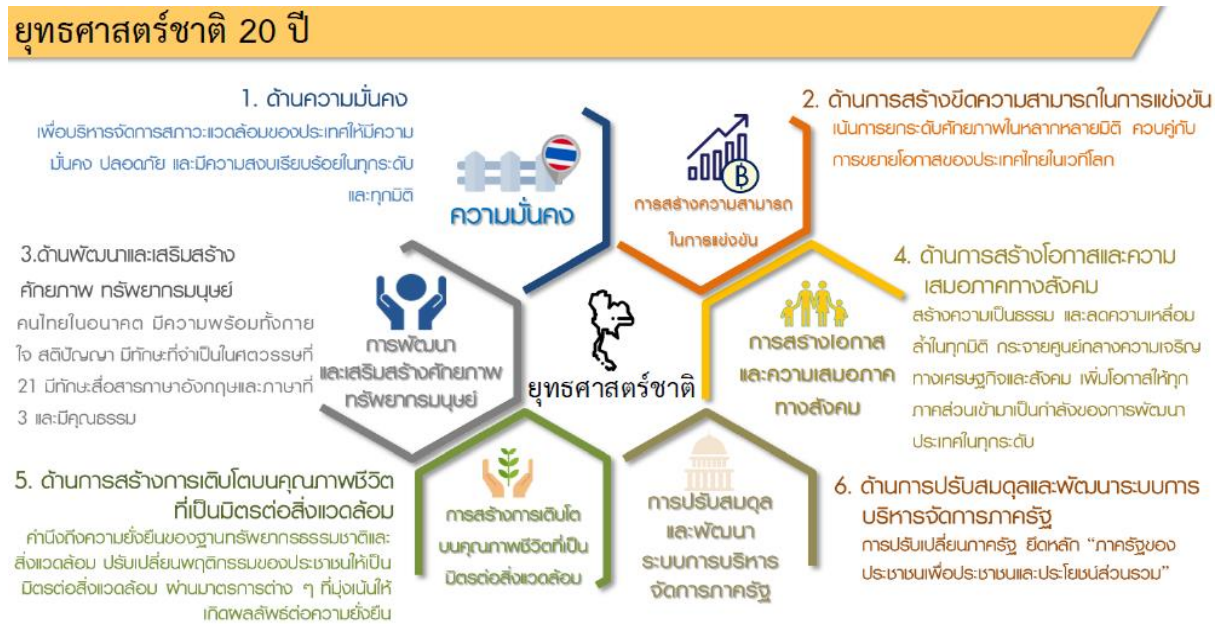 ยุทธศาสตร์ชาติ 20 ปี
1. ด้านความมั่นคง
เพื่อบริหารจัดการสภาวะแวดล้อมของประเทศให้มีความ
มั่นคง ปลอดภัย และมีความสงบเรียบร้อยในทุกระดับ
และทุกมิติ
ความมั่นคง
2. ด้านการสร้างขีดความสามารถในการแข่งขัน
เน้นการยกระดับศักยภาพในหลากหลายมิติ ควบคู่กับ
การขยายโอกาสของประเทศไทยในเวทีโลก
฿
การสร้างความสามารถ
ในการแข่งขัน
3.ด้านพัฒนาและเสริมสร้าง
ศักยภาพ ทรัพยากรมนุษย์
คนไทยในอนาคต มีความพร้อมทั้งกาย
ใจ สติปัญญา มีทักษะที่จำเป็นในศตวรรษที่
21 มีทักษะสื่อสารภาษาอังกฤษและภาษาที่
3 และมีคุณธรรม
การพัฒนา
และเสริมสร้างศักยภาพ
ทรัพยากรมนุษย์
ยุทธศาสตร์ชาติ
การสร้างโอกาส
และความเสมอภาค
ทางสังคม
4. ด้านการสร้างโอกาสและความ
เสมอภาคทางสังคม
สร้างความเป็นธรรม และลดความเหลื่อม
ล้ำในทุกมิติ กระจายศูนย์กลางความเจริญ
ทางเศรษฐกิจและสังคม เพิ่มโอกาสให้ทุก
ภาคส่วนเข้ามาเป็นกำลังของการพัฒนา
ประเทศในทุกระดับ
5. ด้านการสร้างการเติบโตบนคุณภาพชีวิต
ที่เป็นมิตรต่อสิ่งแวดล้อม
คำนึงถึงความยั่งยืนของฐานทรัพยากรธรรมชาติและ
สิ่งแวดล้อม ปรับเปลี่ยนพฤติกรรมของประชาชนให้เป็น
มิตรต่อสิ่งแวดล้อม ผ่านมาตรการต่าง ๆ ที่มุ่งเน้นให้
เกิดผลลัพธ์ต่อความยั่งยืน
การสร้างการเติบโต
บนคุณภาพชีวิตที่เป็น
มิตรต่อสิ่งแวดล้อม
การปรับสมดุล
และพัฒนา
ระบบการบริหาร
จัดการภาครัฐ
6. ด้านการปรับสมดุลและพัฒนาระบบการ
บริหารจัดการภาครัฐ
การปรับเปลี่ยนภาครัฐ ยึดหลัก “ภาครัฐของ
ประชาชนเพื่อประชาชนและประโยชน์ส่วนรวม”